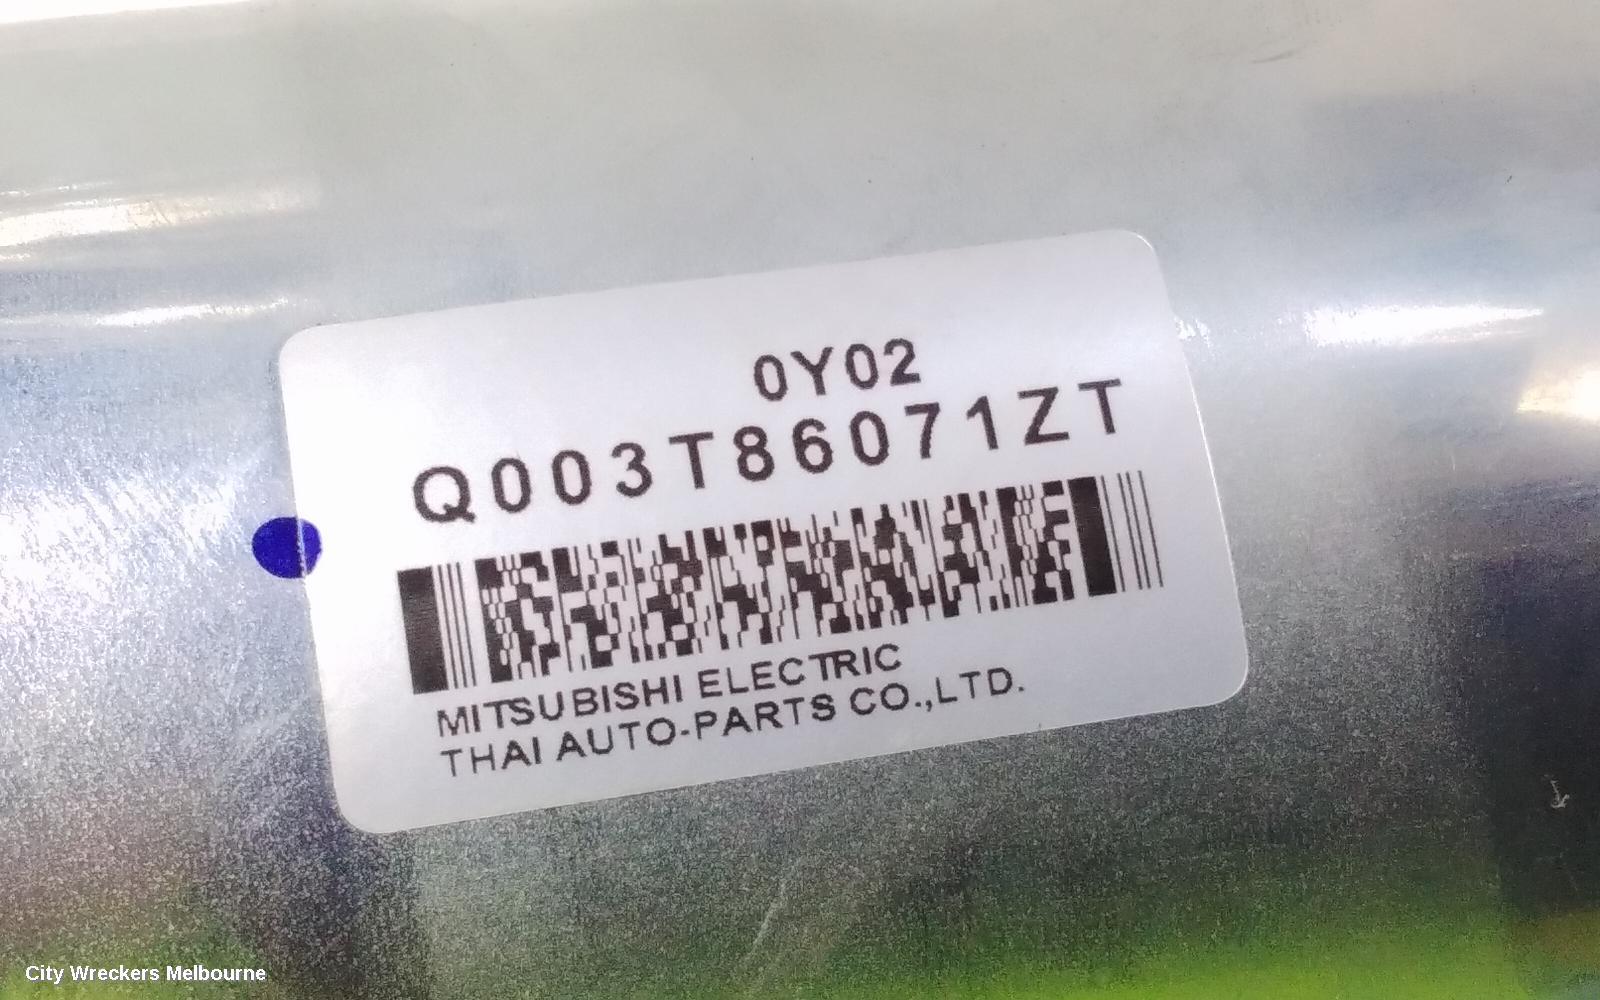 0Y02
Q003T86071ZT
MITSUBISHI ELECTRIC
THAI AUTO-PARTS CO.,LTD.
City Wreckers Melbourne